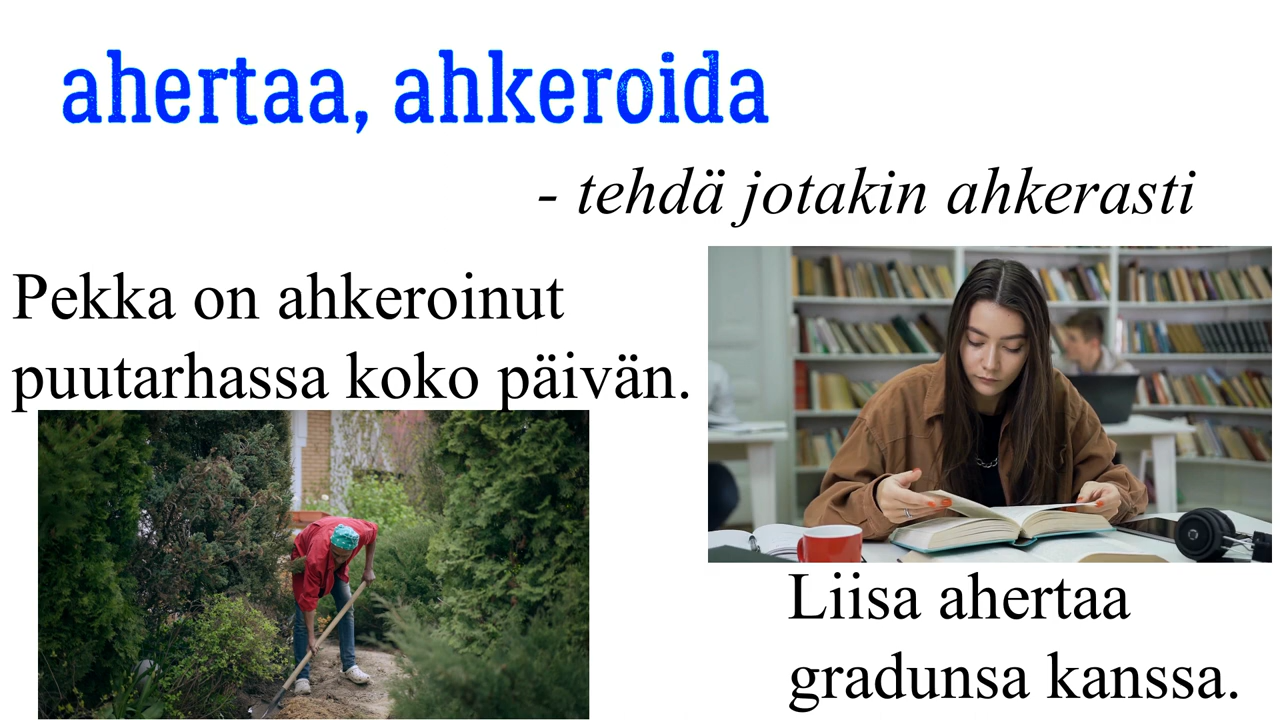 ahertaa, ahkeroida
- tehdä jotakin ahkerasti
Pekka on ahkeroinut
puutarhassa koko päivän.
Liisa ahertaa
gradunsa kanssa.